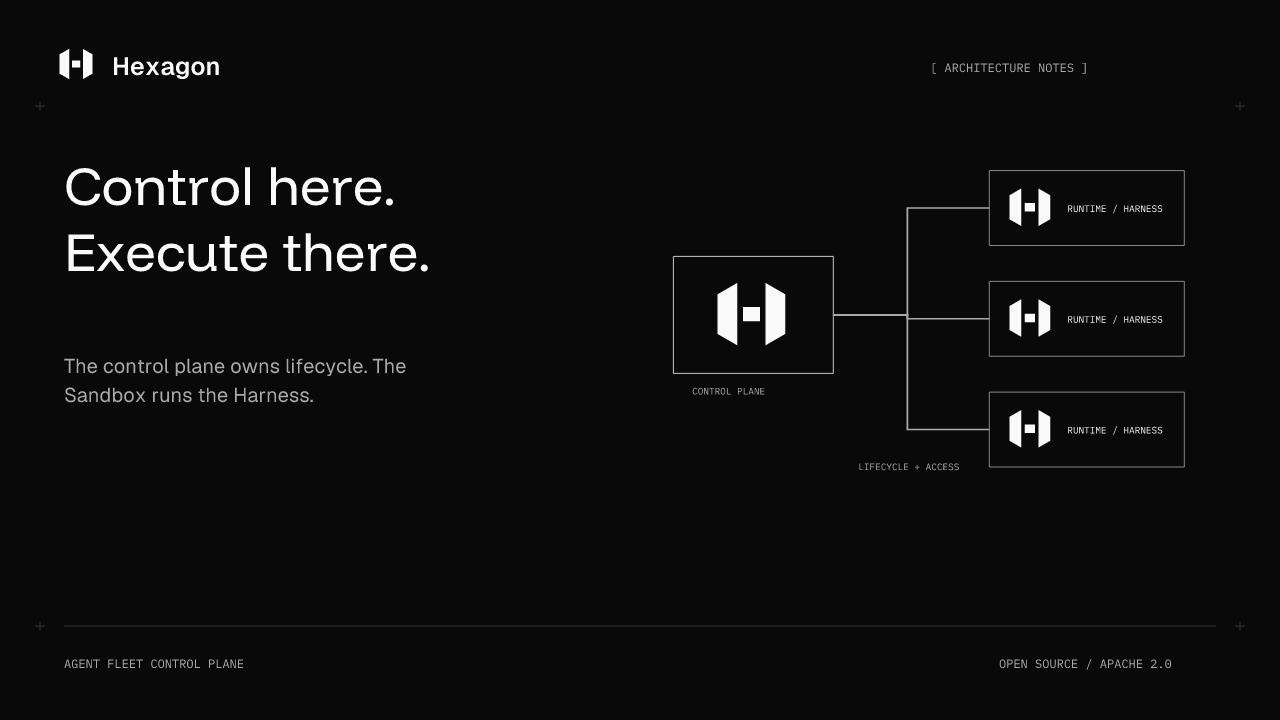 Hexagon
[ ARCHITECTURE NOTES ]
Control here.
Execute there.
The control plane owns lifecycle. The
Sandbox runs the Harness.
RUNTIME / HARNESS
RUNTIME / HARNESS
RUNTIME / HARNESS
CONTROL PLANE
LIFECYCLE + ACCESS
AGENT FLEET CONTROL PLANE
OPEN SOURCE / APACHE 2.0